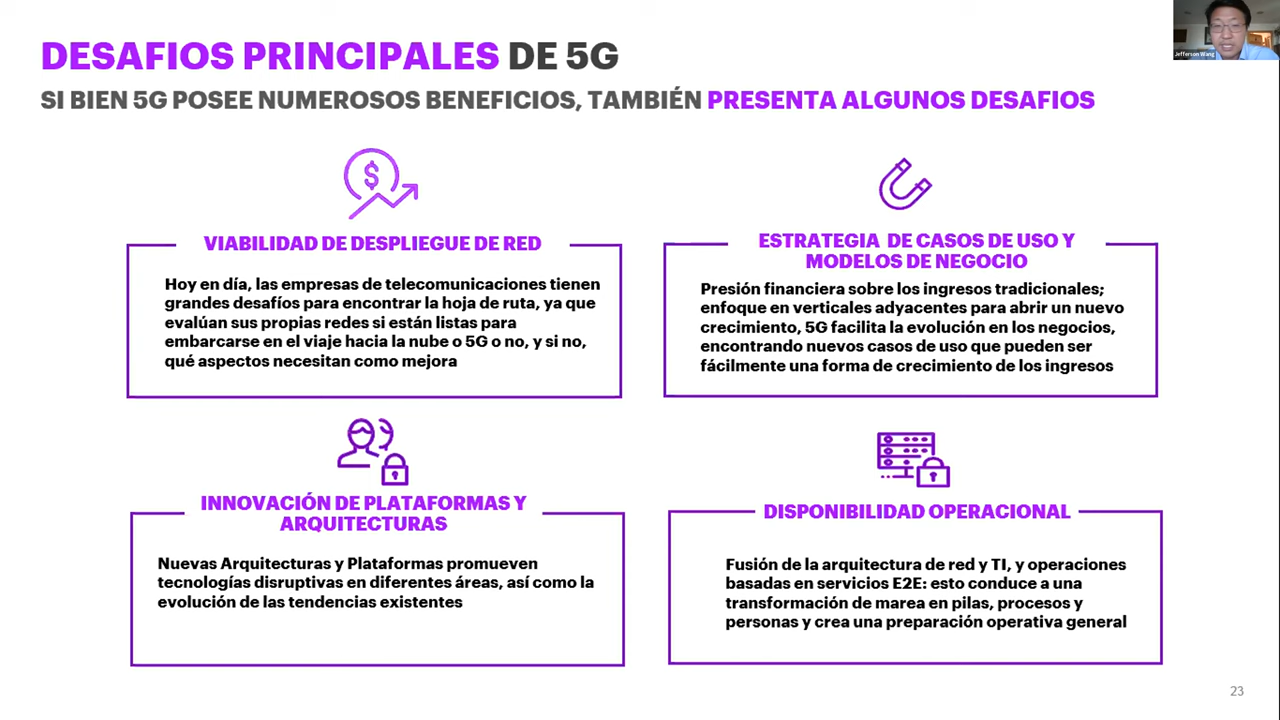 DESAFIOS PRINCIPALES DE 5G
SI BIEN 5G POSEE NUMEROSOS BENEFICIOS, TAMBIÉN PRESENTA ALGUNOS DESAFIOS
Jefferson Wang
$
VIABILIDAD DE DESPLIEGUE DE RED
Hoy en día, las empresas de telecomunicaciones tienen
grandes desafíos para encontrar la hoja de ruta, ya que
evalúan sus propias redes si están listas para
embarcarse en el viaje hacia la nube o 5G o no, y si no,
qué aspectos necesitan como mejora
ESTRATEGIA DE CASOS DE USO Y
MODELOS DE NEGOCIO
Presión financiera sobre los ingresos tradicionales;
enfoque en verticales adyacentes para abrir un nuevo
crecimiento, 5G facilita la evolución en los negocios,
encontrando nuevos casos de uso que pueden ser
fácilmente una forma de crecimiento de los ingresos
INNOVACIÓN DE PLATAFORMAS Y
ARQUITECTURAS
Nuevas Arquitecturas y Plataformas promueven
tecnologías disruptivas en diferentes áreas, así como la
evolución de las tendencias existentes
DISPONIBILIDAD OPERACIONAL
Fusión de la arquitectura de red y TI, y operaciones
basadas en servicios E2E: esto conduce a una
transformación de marea en pilas, procesos y
personas y crea una preparación operativa general
23